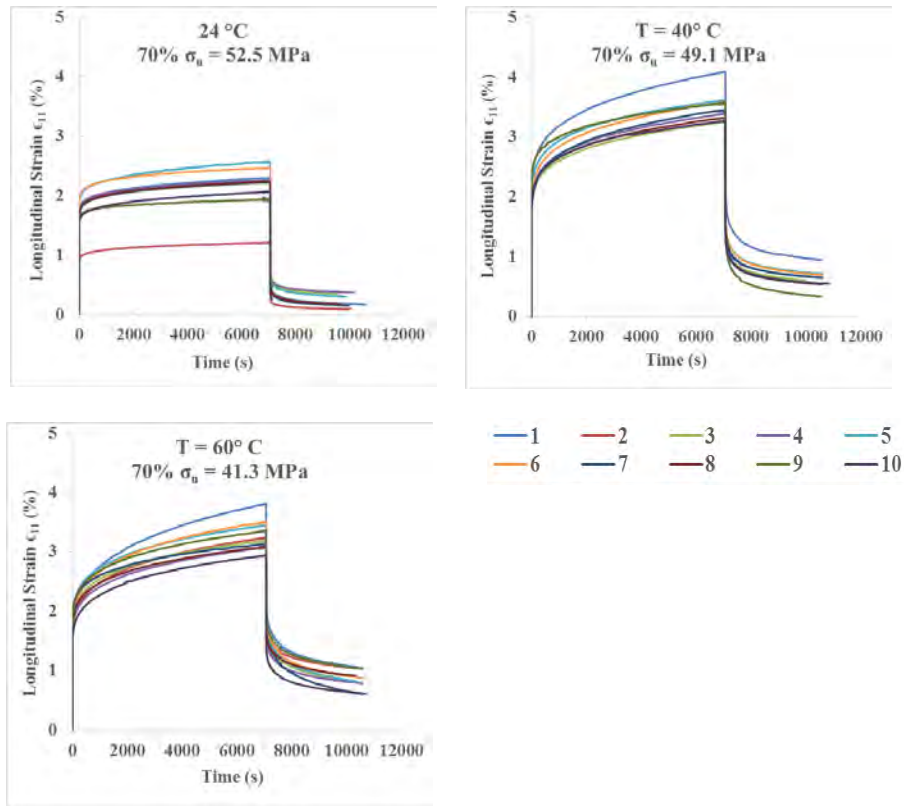 24 °C
70% σᵤ = 52.5 MPa
Longitudinal Strain ϵ₁₁ (%)
5
4
3
2
1
0
0 2000 4000 6000 8000 10000 12000
Time (s)
T = 40° C
70% σᵤ = 49.1 MPa
Longitudinal Strain ϵ₁₁ (%)
5
4
3
2
1
0
0 2000 4000 6000 8000 10000 12000
Time (s)
T = 60° C
70% σᵤ = 41.3 MPa
Longitudinal Strain ϵ₁₁ (%)
5
4
3
2
1
0
0 2000 4000 6000 8000 10000 12000
Time (s)
1 2 3 4 5
6 7 8 9 10